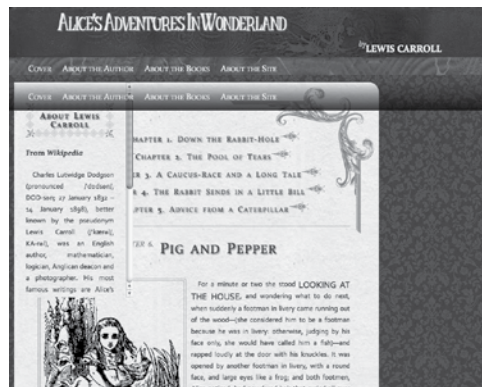 ALICE'S ADVENTURES IN WONDERLAND
by LEWIS CARROLL
COVER ABOUT THE AUTHOR ABOUT THE BOOKS ABOUT THE SITE
COVER ABOUT THE AUTHOR ABOUT THE BOOKS ABOUT THE SITE
ABOUT LEWIS
CARROLL
From Wikipedia
Charles Lutwidge Dodgson
(pronounced
DOD-sən; 27 January 1832 –
14 January 1898), better
known by the pseudonym
Lewis Carroll
was an English
author, mathematician,
logician, Anglican deacon and
a photographer. His most
famous writings are Alice's
HAPTER 1. DOWN THE RABBIT-HOLE
CHAPTER 2. THE POOL OF TEARS
ER 3. A CAUCUS-RACE AND A LONG TALE
R 4. THE RABBIT SENDS IN A LITTLE BILL
PTER 5. ADVICE FROM A CATERPILLAR
TER 6. PIG AND PEPPER
For a minute or two she stood LOOKING AT
THE HOUSE, and wondering what to do next,
when suddenly a footman in livery came running out
of the wood—(she considered him to be a footman
because he was in livery: otherwise, judging by his
face only, she would have called him a fish)—and
rapped loudly at the door with his knuckles. It was
opened by another footman in livery, with a round
face, and large eyes like a frog; and both footmen,